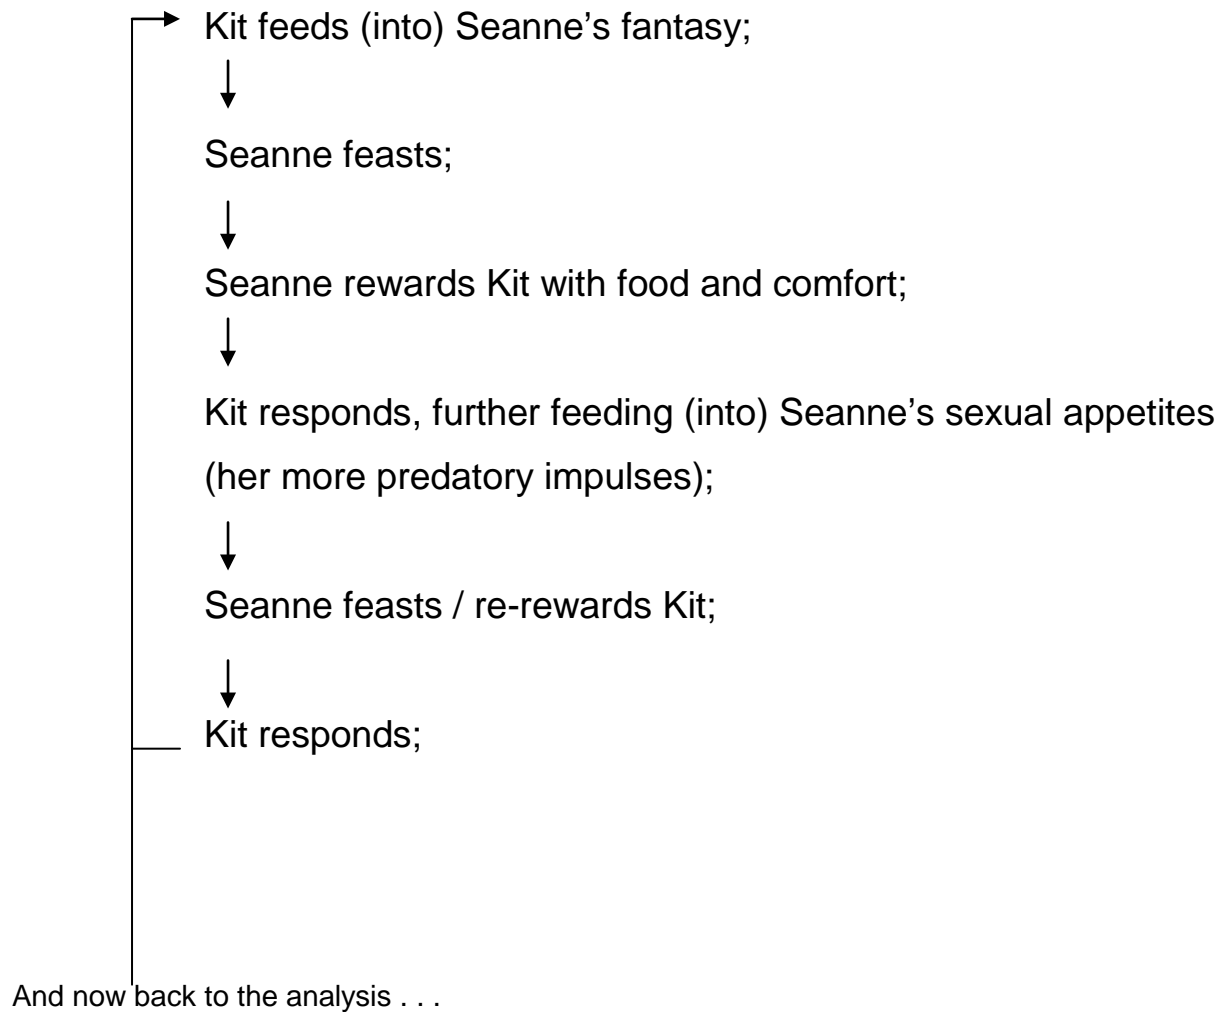 Kit feeds (into) Seanne’s fantasy;
Seanne feasts;
Seanne rewards Kit with food and comfort;
Kit responds, further feeding (into) Seanne’s sexual appetites
(her more predatory impulses);
Seanne feasts / re-rewards Kit;
Kit responds;
And now back to the analysis . . .